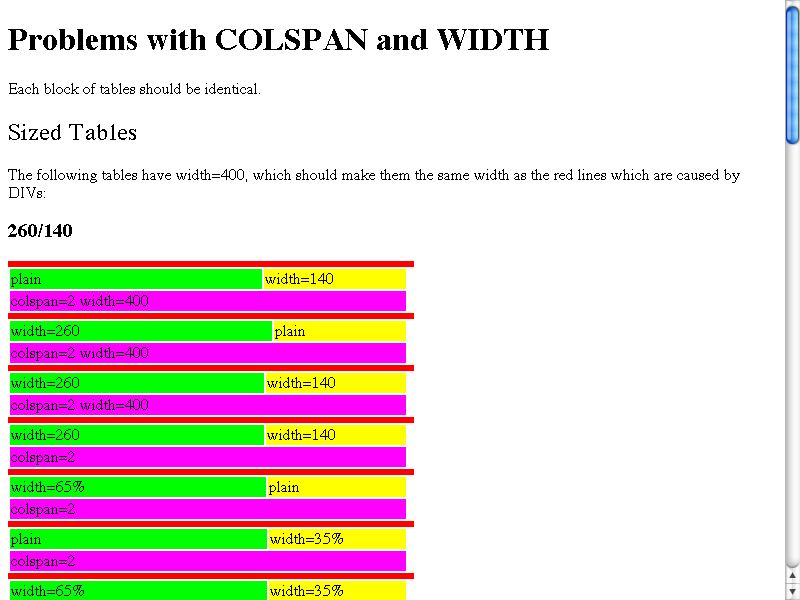 Problems with COLSPAN and WIDTH
Each block of tables should be identical.
Sized Tables
The following tables have width=400, which should make them the same width as the red lines which are caused by
DIVs:
260/140
plain width=140
colspan=2 width=400
width=260 plain
colspan=2 width=400
width=260 width=140
colspan=2 width=400
width=260 width=140
colspan=2
width=65% plain
colspan=2
plain width=35%
colspan=2
width=65% width=35%